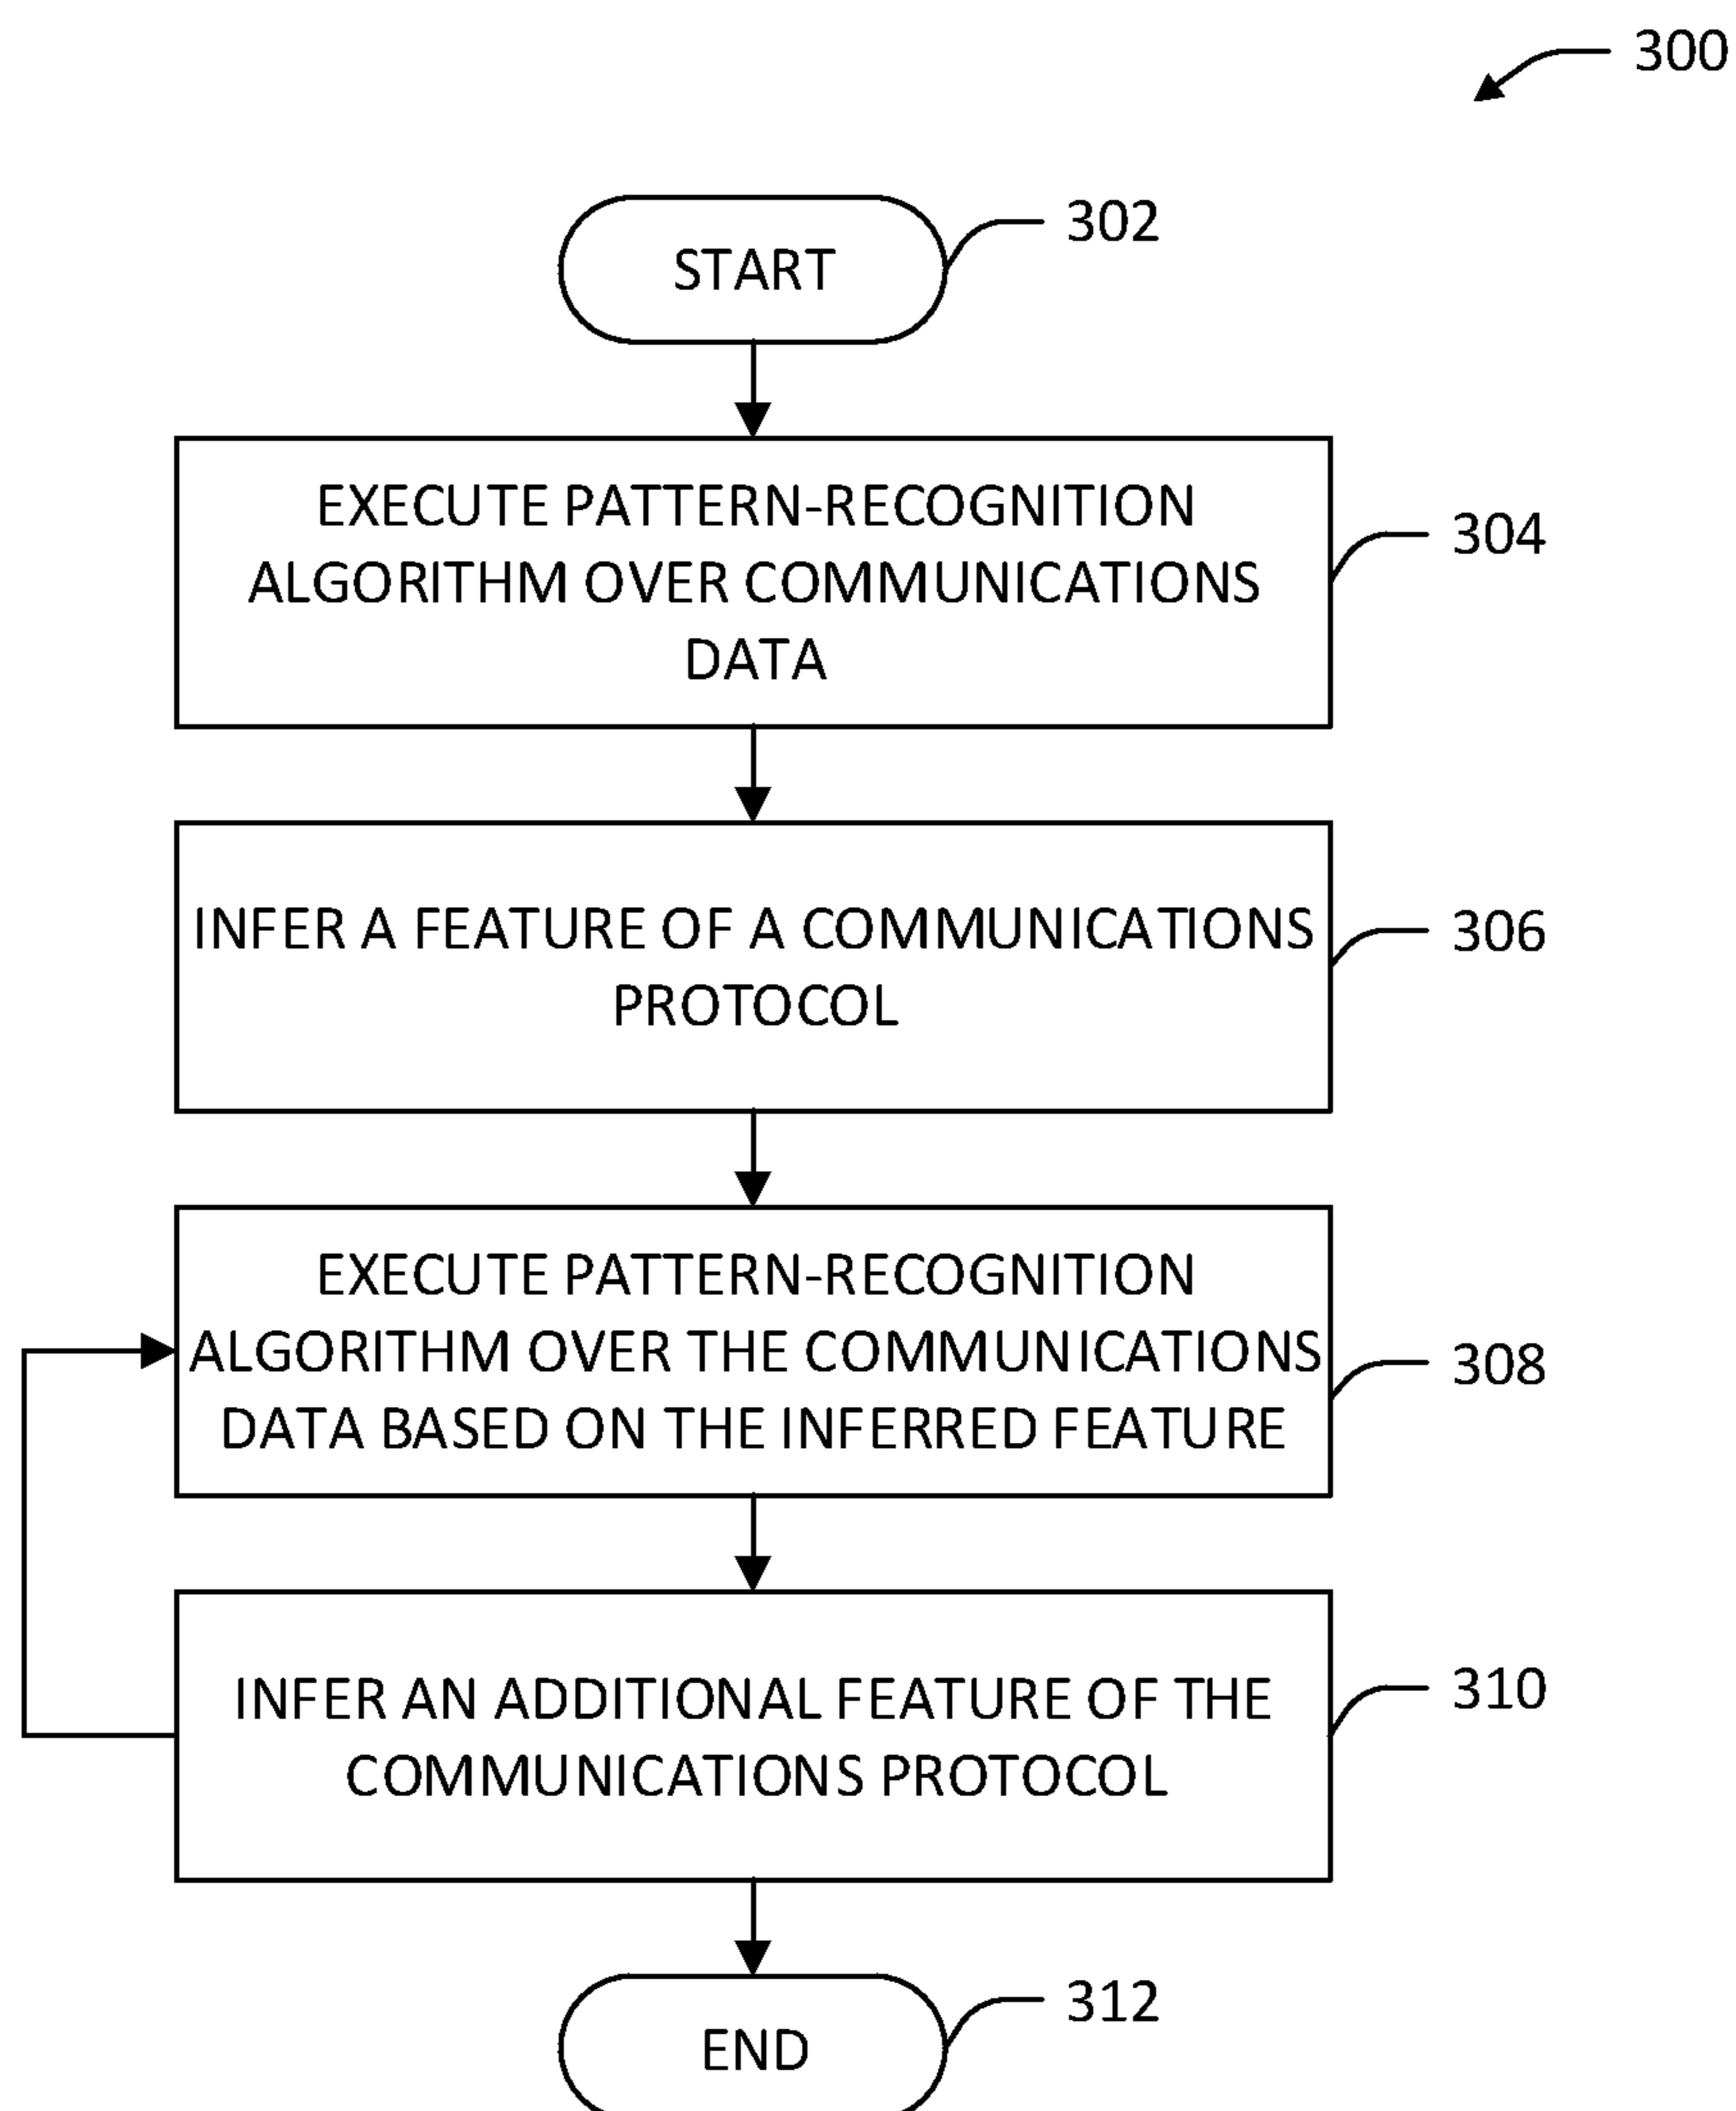 300
START
302
EXECUTE PATTERN-RECOGNITION
ALGORITHM OVER COMMUNICATIONS
DATA
304
INFER A FEATURE OF A COMMUNICATIONS
PROTOCOL
306
EXECUTE PATTERN-RECOGNITION
ALGORITHM OVER THE COMMUNICATIONS
DATA BASED ON THE INFERRED FEATURE
308
INFER AN ADDITIONAL FEATURE OF THE
COMMUNICATIONS PROTOCOL
310
END
312